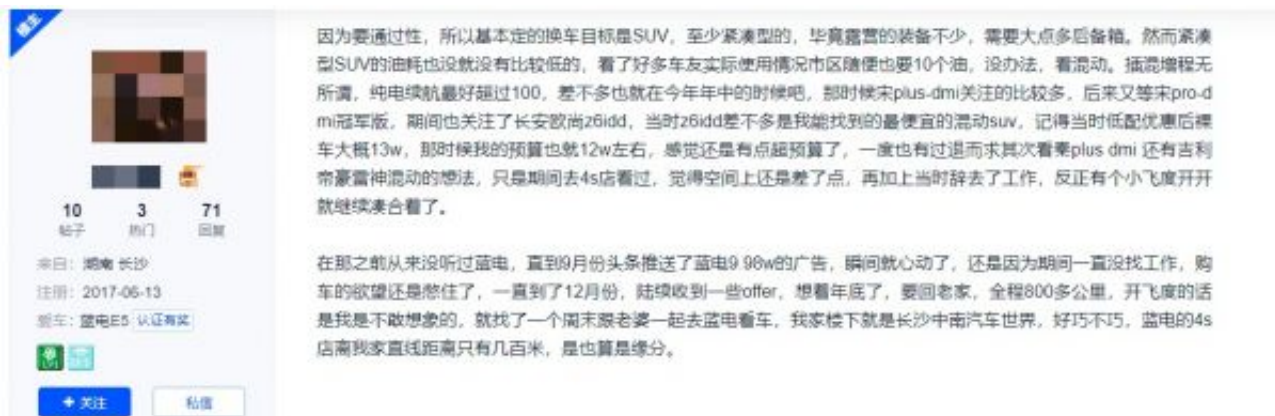 楼主
10 3 71
帖子 热门 回复
来自：湖南 长沙
注册：2017-06-13
爱车：蓝电E5 认证有奖
+ 关注 私信
因为要通过性，所以基本定的换车目标是SUV，至少紧凑型的，毕竟露营的装备不少，需要大点多后备箱。然而紧凑
型SUV的油耗也没就没有比较低的，看了好多车友实际使用情况市区随便也要10个油，没办法，看混动。插混增程无
所谓，纯电续航最好超过100，差不多也就在今年年中的时候吧，那时候宋plus-dmi关注的比较多，后来又等宋pro-d
mi冠军版，期间也关注了长安欧尚z6idd，当时z6idd差不多是我能找到的最便宜的混动suv，记得当时低配优惠后裸
车大概13w，那时候我的预算也就12w左右，感觉还是有点超预算了，一度也有过退而求其次看秦plus dmi 还有吉利
帝豪雷神混动的想法，只是期间去4s店看过，觉得空间上还是差了点，再加上当时辞去了工作，反正有个小飞度开开
就继续凑合着了。
在那之前从来没听过蓝电，直到9月份头条推送了蓝电9.98w的广告，瞬间就心动了，还是因为期间一直没找工作，购
车的欲望还是憋住了，一直到了12月份，陆续收到一些offer，想着年底了，要回老家，全程800多公里，开飞度的话
是我是不敢想象的，就找了一个周末跟老婆一起去蓝电看车，我家楼下就是长沙中南汽车世界，好巧不巧，蓝电的4s
店离我家直线距离只有几百米，是也算是缘分。